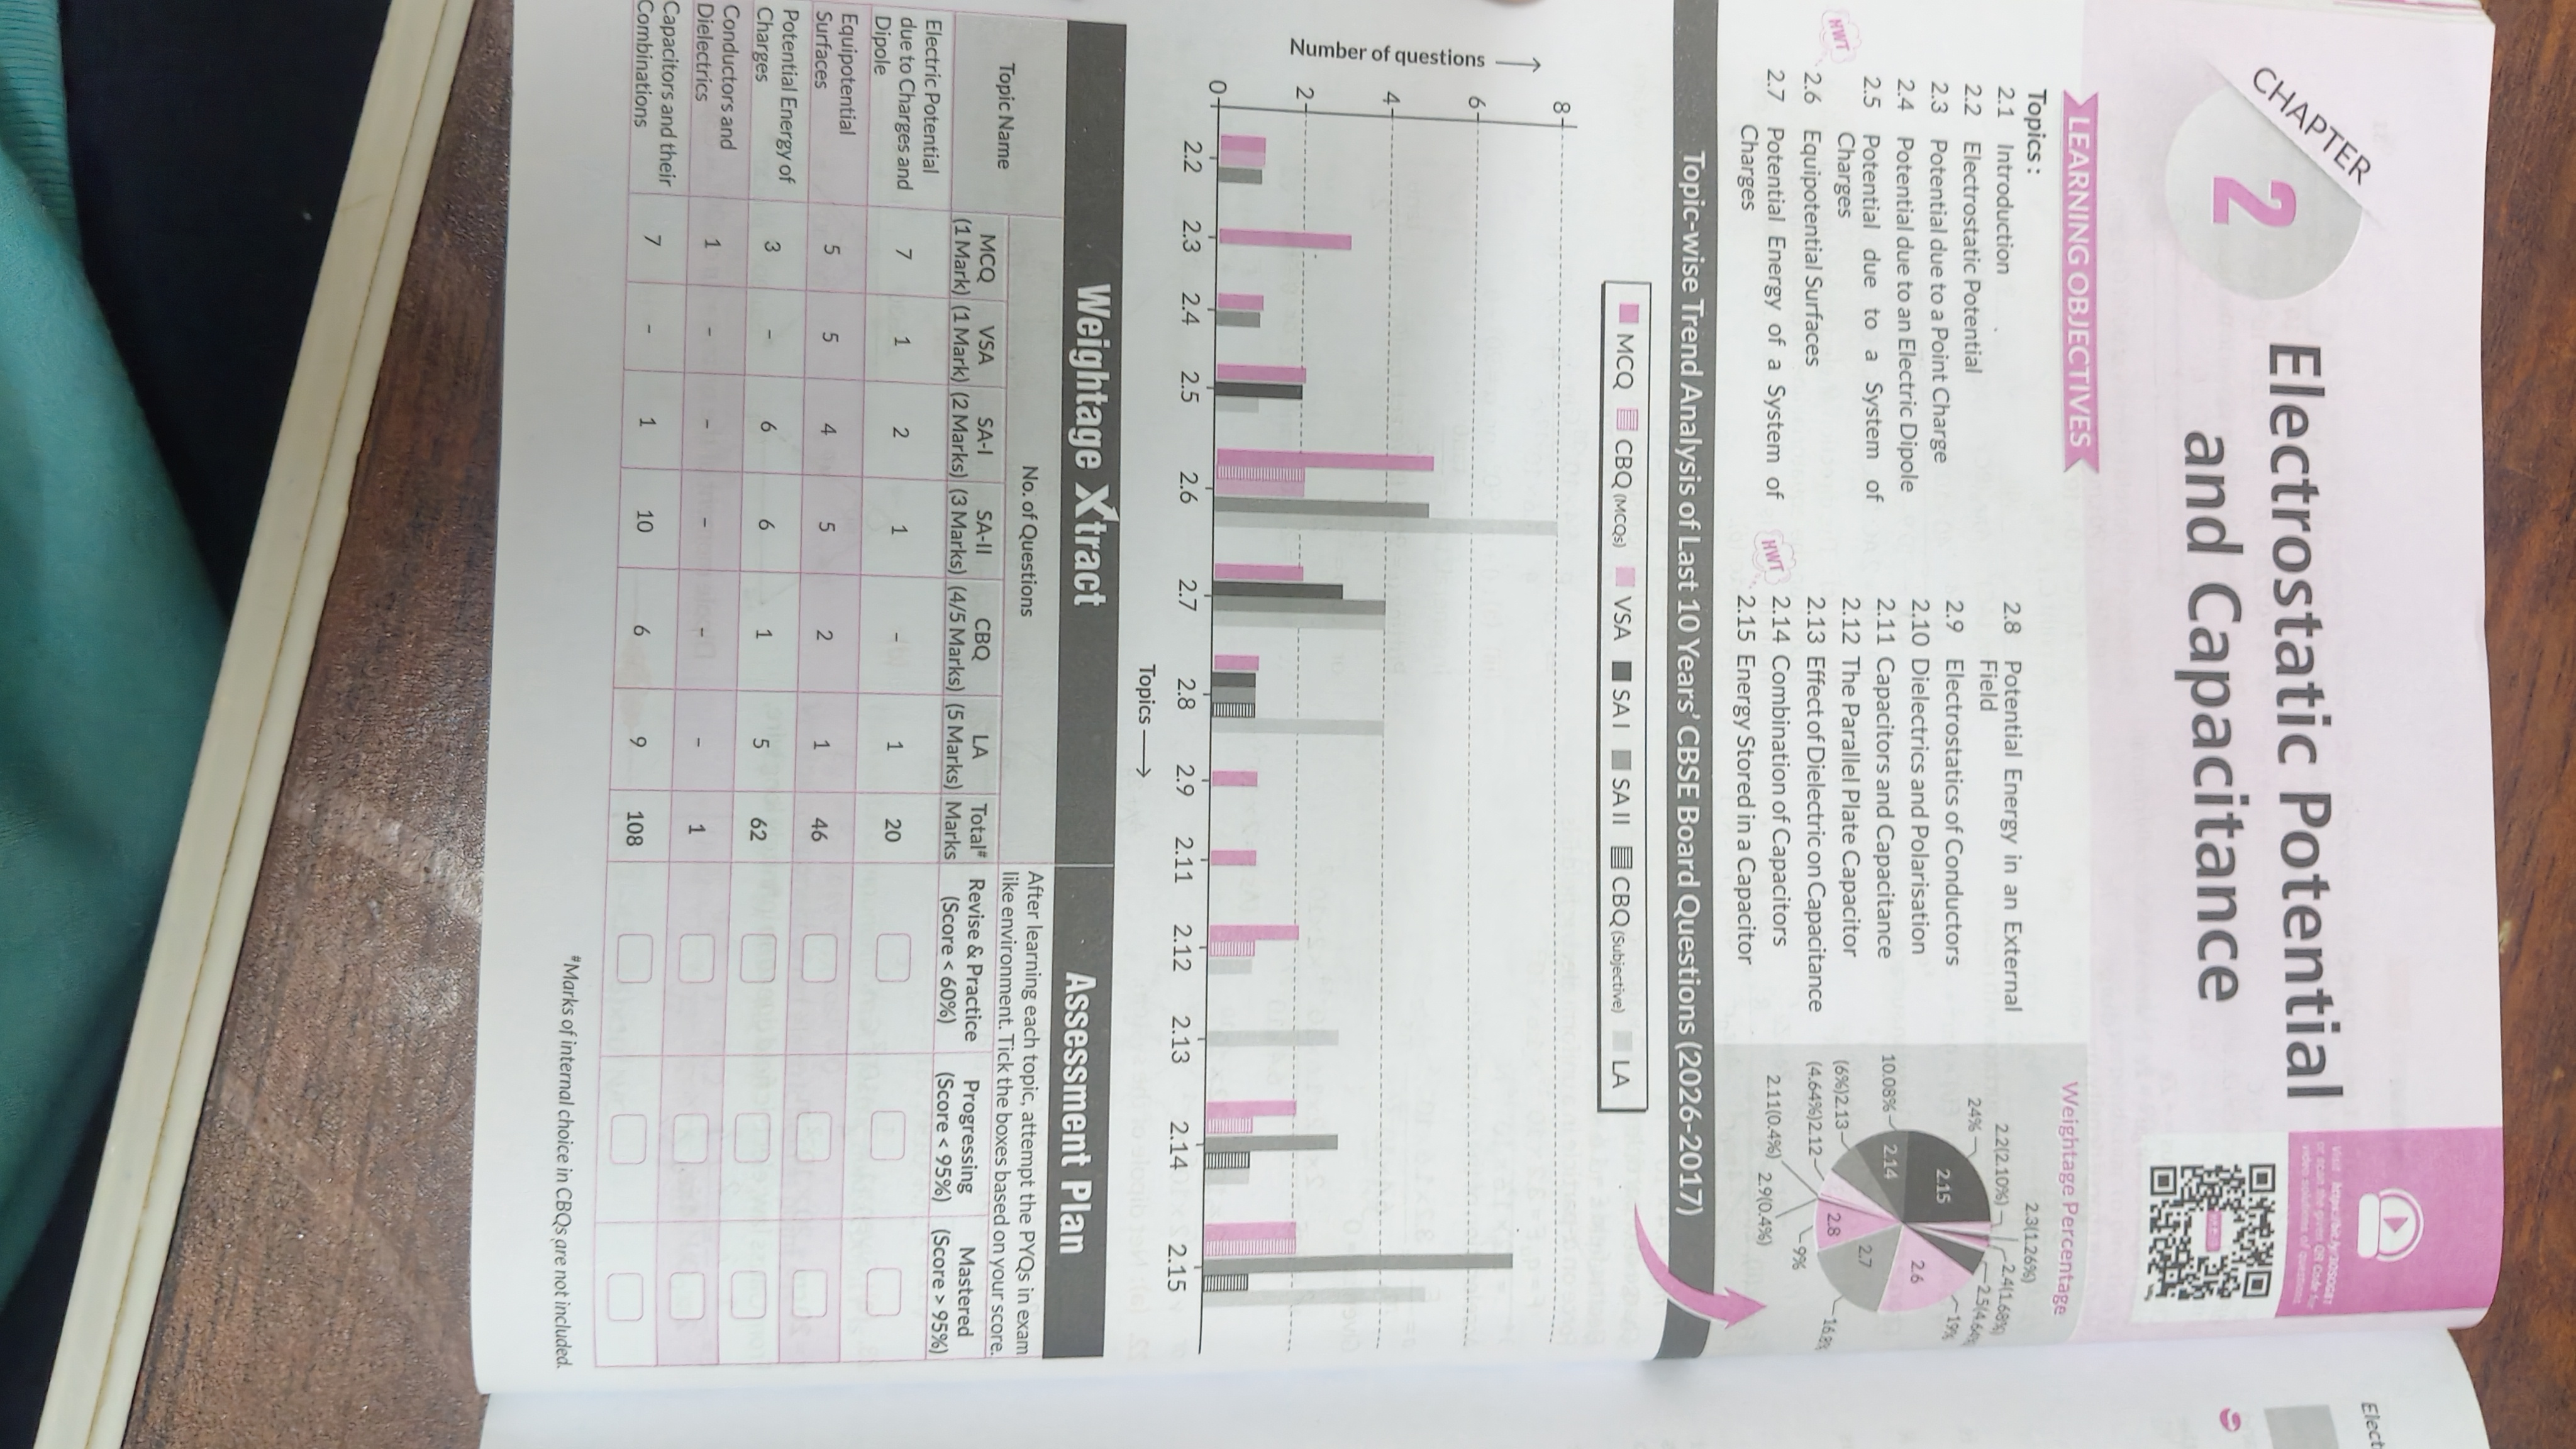 CHAPTER
2
Electrostatic Potential
and Capacitance
LEARNING OBJECTIVES
Topics :
2.1 Introduction
2.2 Electrostatic Potential
2.3 Potential due to a Point Charge
2.4 Potential due to an Electric Dipole
2.5 Potential due to a System of
Charges
HWT
2.6 Equipotential Surfaces
2.7 Potential Energy of a System of
Charges
2.8 Potential Energy in an External
Field
2.9 Electrostatics of Conductors
2.10 Dielectrics and Polarisation
2.11 Capacitors and Capacitance
2.12 The Parallel Plate Capacitor
2.13 Effect of Dielectric on Capacitance
HWT
2.14 Combination of Capacitors
2.15 Energy Stored in a Capacitor
Weightage Percentage
2.3(1.26%)
2.2(2.10%)
2.4(1.68%)
24%
2.15
2.6
19%
10.08%
2.14
2.7
(6%)2.13
2.8
16.8%
(4.64%)2.12
9%
2.11(0.4%)
2.9(0.4%)
Topic-wise Trend Analysis of Last 10 Years' CBSE Board Questions (2026-2017)
MCQ CBQ (MCQs) VSA SA I SA II CBQ (Subjective) LA
Number of questions
8
6
4
2
0
2.2 2.3 2.4 2.5 2.6 2.7 2.8 2.9 2.11 2.12 2.13 2.14 2.15
Topics
Weightage Xtract
Assessment Plan
Topic Name
No. of Questions
After learning each topic, attempt the PYQs in exam
like environment. Tick the boxes based on your score.
MCQ VSA SA-I SA-II CBQ LA Total# Revise & Practice Progressing Mastered
(1 Mark) (1 Mark) (2 Marks) (3 Marks) (4/5 Marks) (5 Marks) Marks (Score < 60%) (Score < 95%) (Score > 95%)
Electric Potential
due to Charges and 7 1 2 1 - 1 20
Dipole
Equipotential 5 5 4 5 2 1 46
Surfaces
Potential Energy of 3 - 6 6 1 5 62
Charges
Conductors and 1 - - - - - 1
Dielectrics
Capacitors and their 7 - 1 10 6 9 108
Combinations
#Marks of internal choice in CBQs are not included.